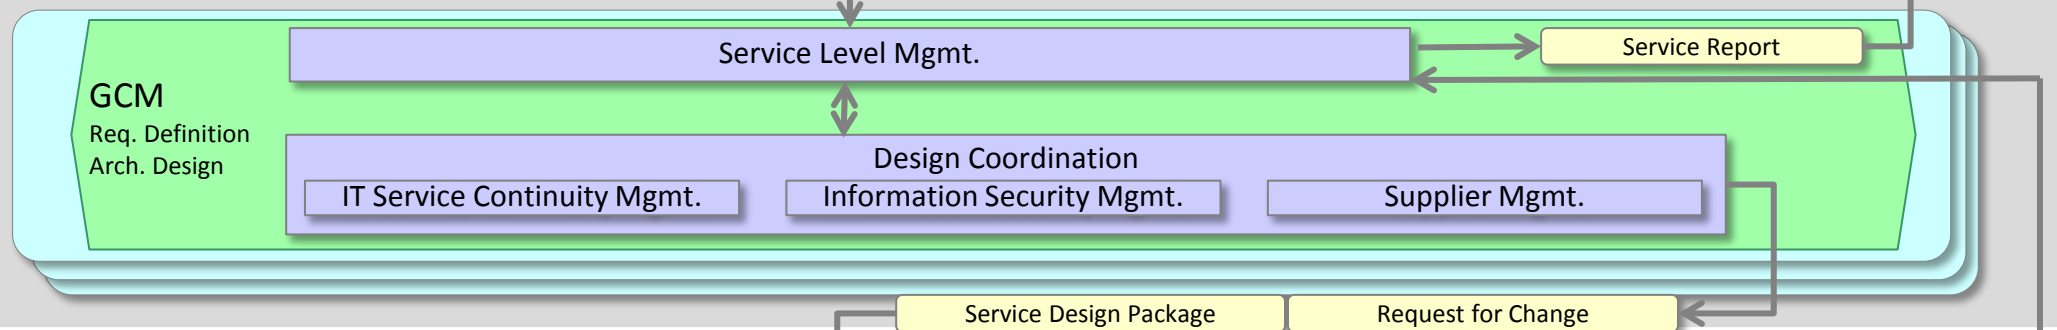 Service Level Mgmt.
Service Report
GCM
Req. Definition
Arch. Design
Design Coordination
IT Service Continuity Mgmt.
Information Security Mgmt.
Supplier Mgmt.
Service Design Package
Request for Change